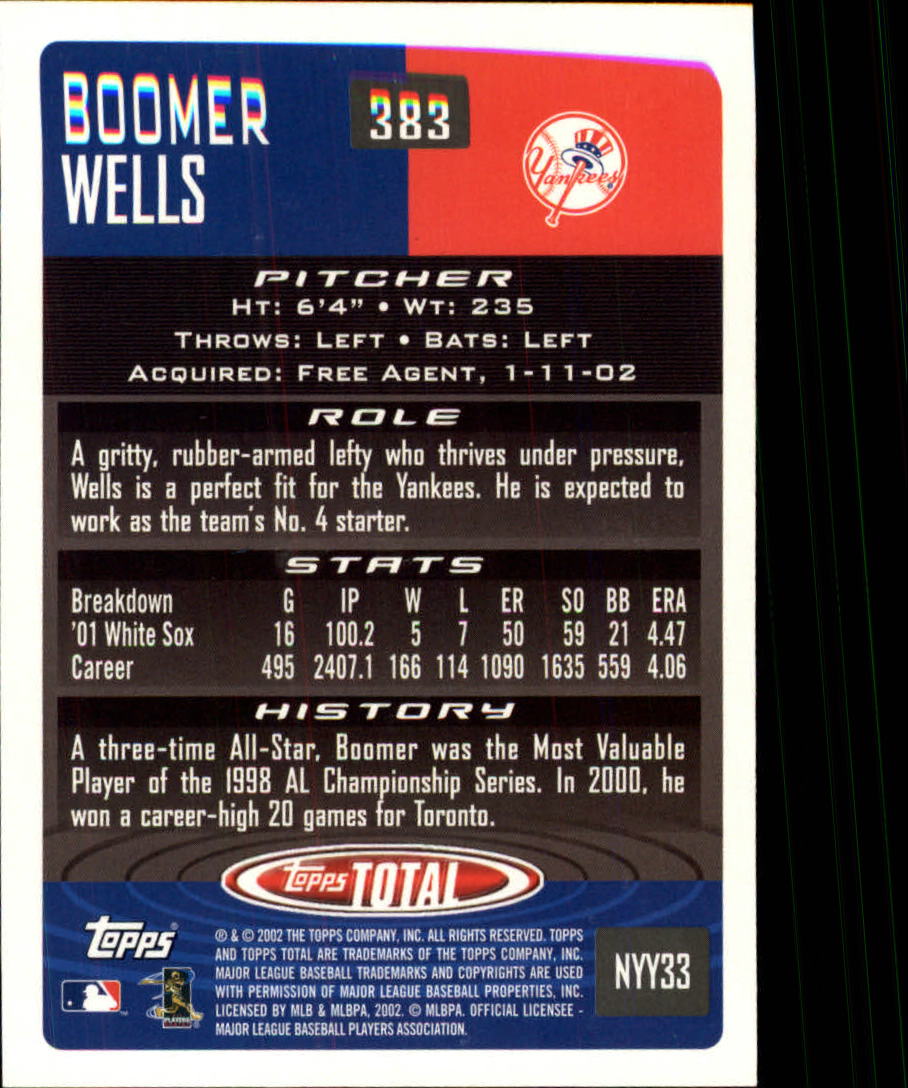 BOOMER
WELLS
383
Yankees
PITCHER
HT: 6'4" • WT: 235
THROWS: LEFT • BATS: LEFT
ACQUIRED: FREE AGENT, 1-11-02
ROLE
A gritty, rubber-armed lefty who thrives under pressure,
Wells is a perfect fit for the Yankees. He is expected to
work as the team's No. 4 starter.
STATS
Breakdown G IP W L ER SO BB ERA
'01 White Sox 16 100.2 5 7 50 59 21 4.47
Career 495 2407.1 166 114 1090 1635 559 4.06
HISTORY
A three-time All-Star, Boomer was the Most Valuable
Player of the 1998 AL Championship Series. In 2000, he
won a career-high 20 games for Toronto.
Topps TOTAL
Topps
® & © 2002 THE TOPPS COMPANY, INC. ALL RIGHTS RESERVED. TOPPS
AND TOPPS TOTAL ARE TRADEMARKS OF THE TOPPS COMPANY, INC.
MAJOR LEAGUE BASEBALL TRADEMARKS AND COPYRIGHTS ARE USED
WITH PERMISSION OF MAJOR LEAGUE BASEBALL PROPERTIES, INC.
LICENSED BY MLB & MLBPA, 2002. © MLBPA. OFFICIAL LICENSEE -
MAJOR LEAGUE BASEBALL PLAYERS ASSOCIATION.
NYY33